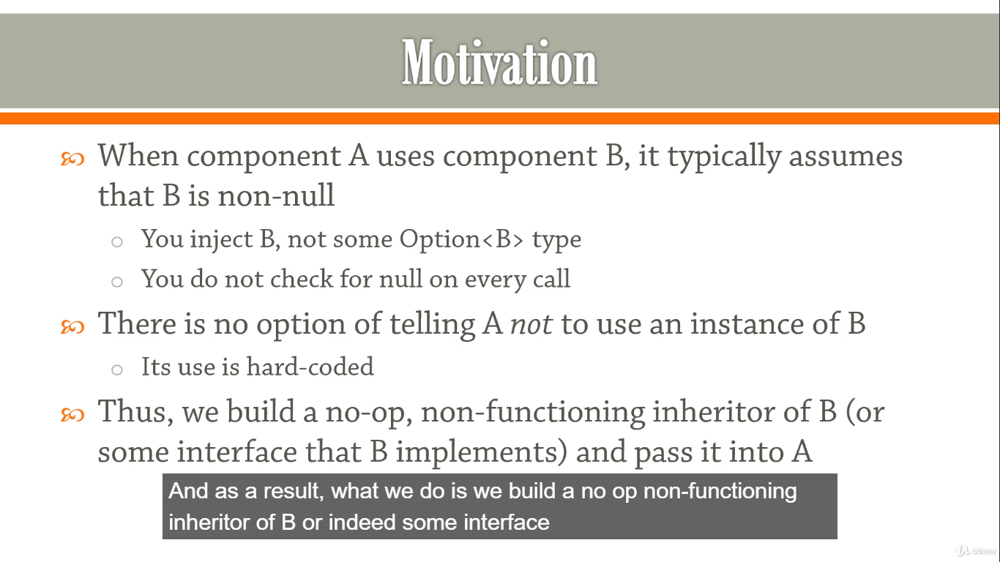 Motivation
When component A uses component B, it typically assumes
that B is non-null
You inject B, not some Option<B> type
You do not check for null on every call
There is no option of telling A not to use an instance of B
Its use is hard-coded
Thus, we build a no-op, non-functioning inheritor of B (or
some interface that B implements) and pass it into A
And as a result, what we do is we build a no op non-functioning
inheritor of B or indeed some interface
Udemy